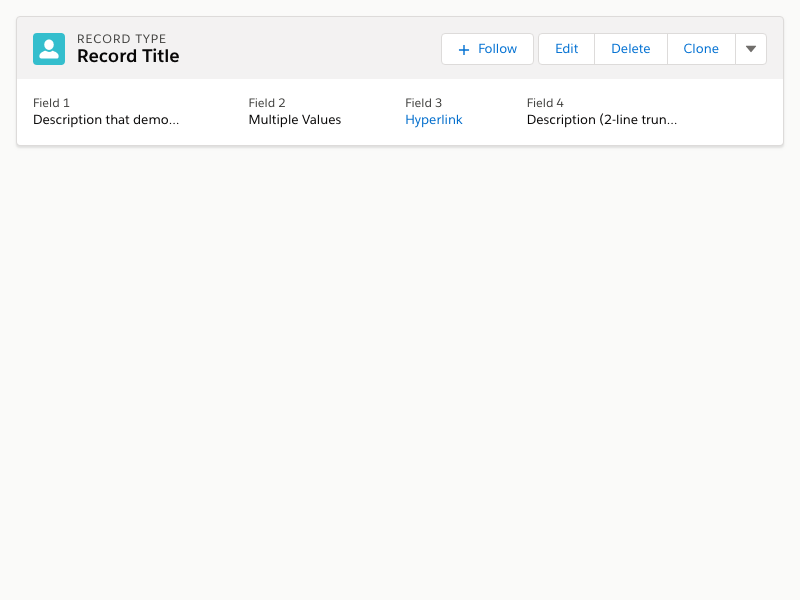 RECORD TYPE
Record Title
Follow
Edit
Delete
Clone
Field 1
Description that demo...
Field 2
Multiple Values
Field 3
Hyperlink
Field 4
Description (2-line trun...